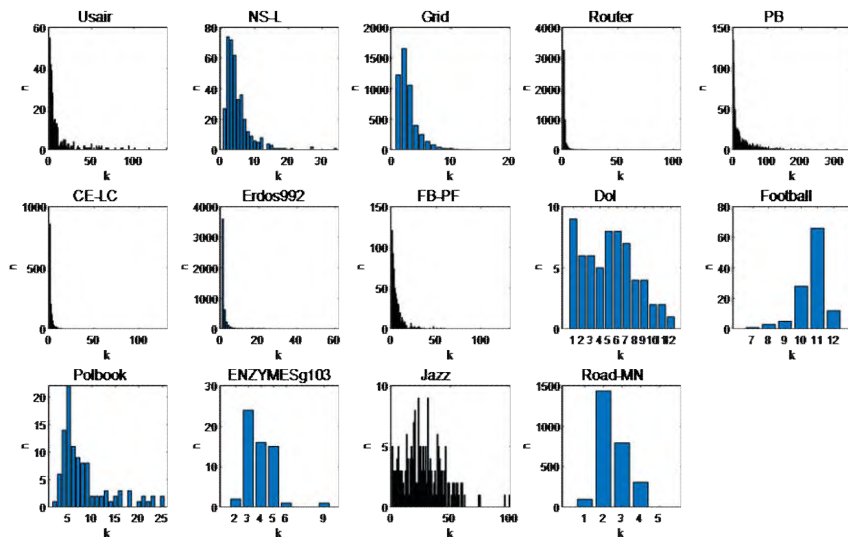 Usair
60
40
20
0
0 50 100
n
k
NS-L
80
60
40
20
0
0 10 20 30
n
k
Grid
2000
1500
1000
500
0
0 10 20
n
k
Router
4000
3000
2000
1000
0
0 50 100
n
k
PB
150
100
50
0
0 100 200 300
n
k
CE-LC
1000
500
0
0 50 100
n
k
Erdos992
4000
3000
2000
1000
0
0 20 40 60
n
k
FB-PF
150
100
50
0
0 50 100
n
k
Dol
10
5
0
1 2 3 4 5 6 7 8 9 10 11 12
n
k
Football
80
60
40
20
0
7 8 9 10 11 12
n
k
Polbook
20
15
10
5
0
5 10 15 20 25
n
k
ENZYMESg103
30
20
10
0
2 3 4 5 6 9
n
k
Jazz
10
5
0
0 50 100
n
k
Road-MN
1500
1000
500
0
1 2 3 4 5
n
k